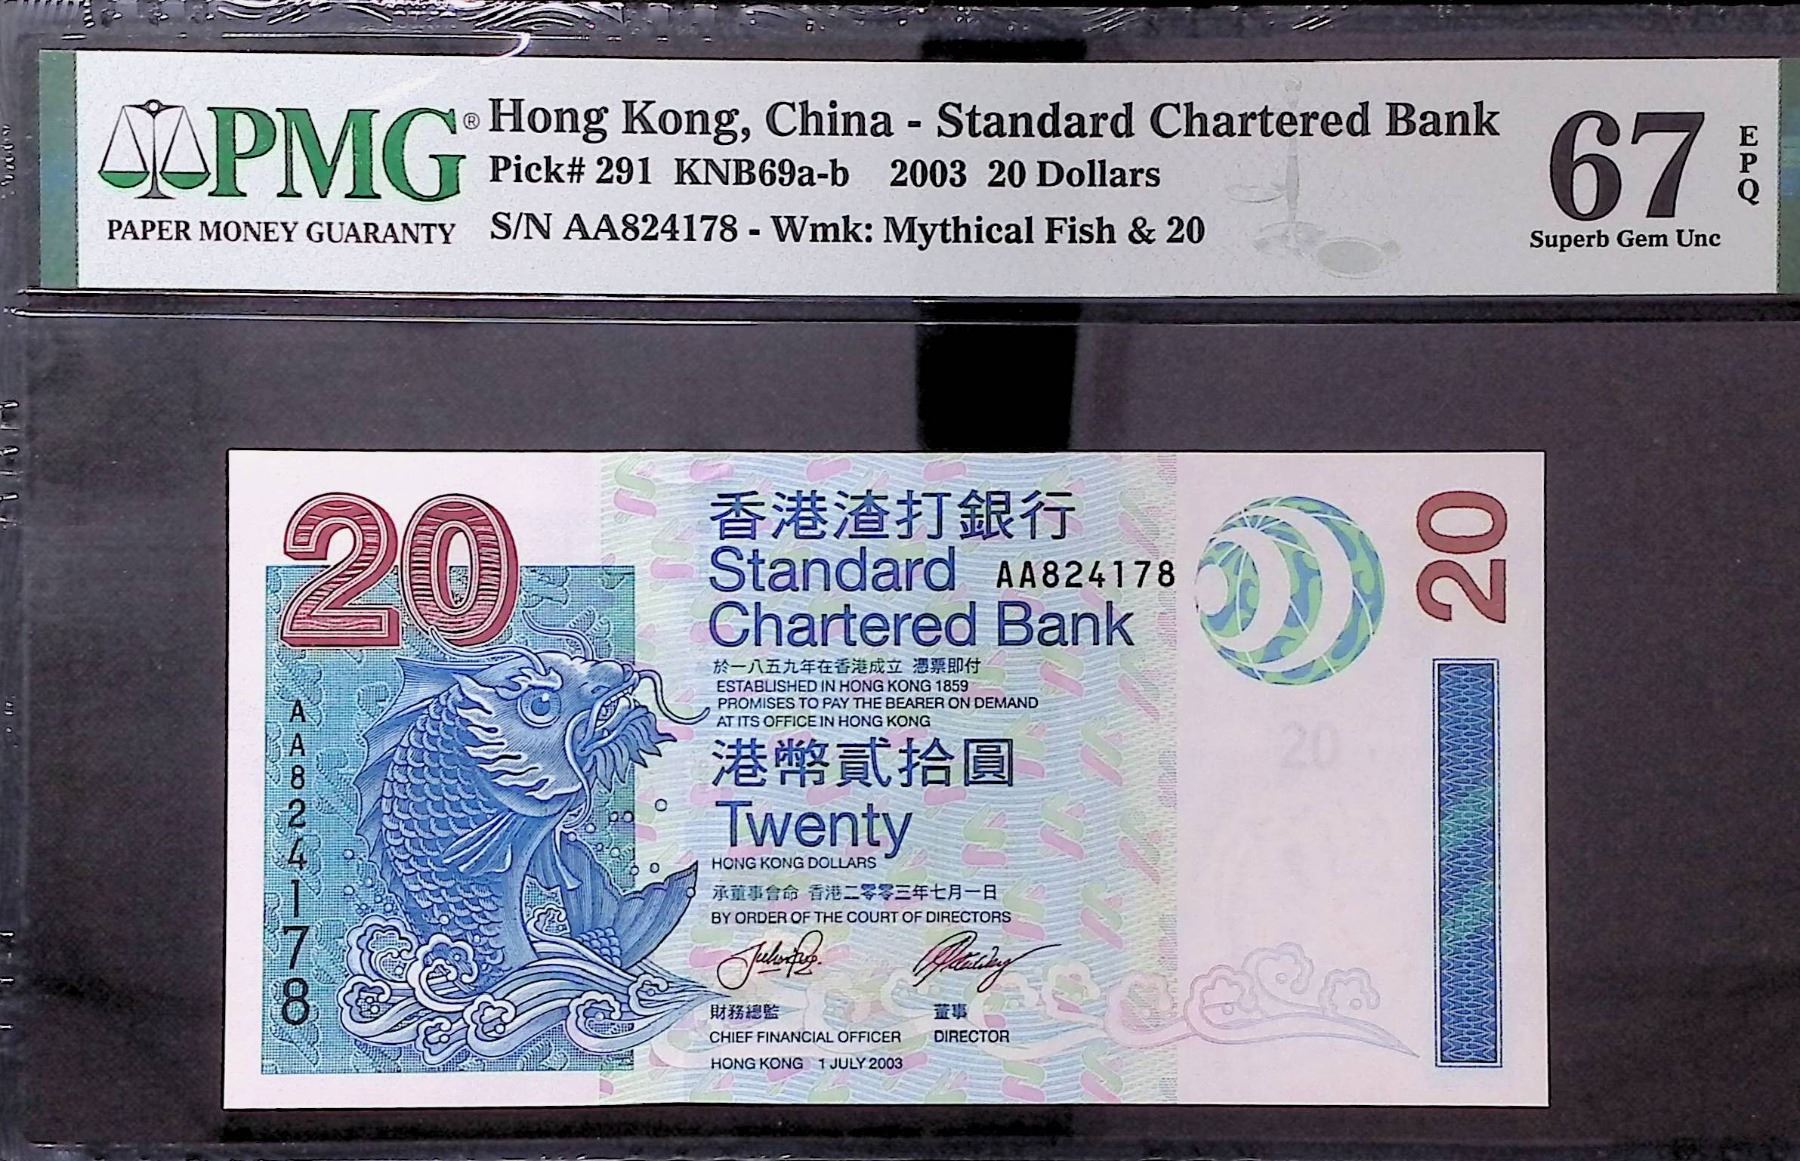 PMG®
PAPER MONEY GUARANTY
Hong Kong, China - Standard Chartered Bank
Pick# 291 KNB69a-b 2003 20 Dollars
S/N AA824178 - Wmk: Mythical Fish & 20
67
EPQ
Superb Gem Unc
20
香港渣打銀行
Standard
AA824178
Chartered Bank
於一八五九年在香港成立 憑票即付
ESTABLISHED IN HONG KONG 1859
PROMISES TO PAY THE BEARER ON DEMAND
AT ITS OFFICE IN HONG KONG
港幣貳拾圓
Twenty
HONG KONG DOLLARS
承董事會命 香港二零零三年七月一日
BY ORDER OF THE COURT OF DIRECTORS
財務總監 董事
CHIEF FINANCIAL OFFICER DIRECTOR
HONG KONG 1 JULY 2003
AA824178
20
20